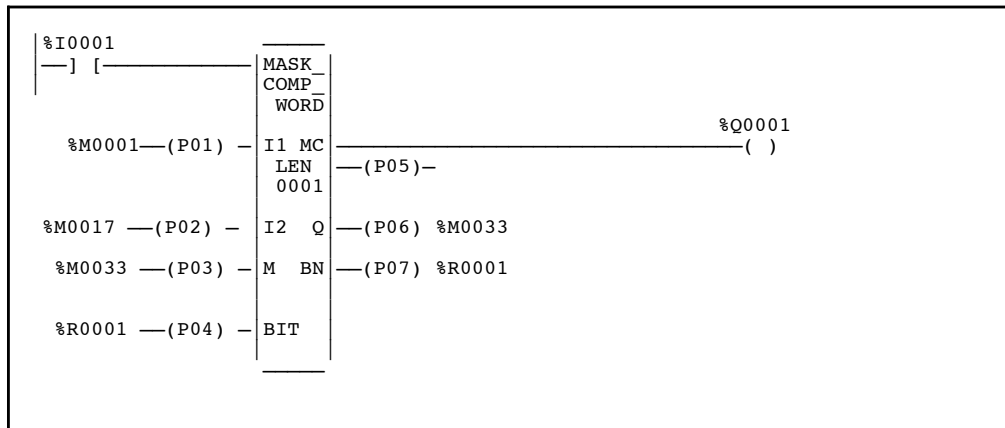 %I0001
] [ MASK_
COMP_
WORD
%Q0001
%M0001 (P01) I1 MC ( )
LEN (P05)
0001
%M0017 (P02) I2 Q (P06) %M0033
%M0033 (P03) M BN (P07) %R0001
%R0001 (P04) BIT